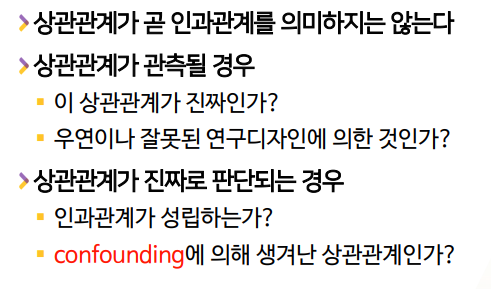 상관관계가 곧 인과관계를 의미하지는 않는다
상관관계가 관측될 경우
이 상관관계가 진짜인가?
우연이나 잘못된 연구디자인에 의한 것인가?
상관관계가 진짜로 판단되는 경우
인과관계가 성립하는가?
confounding에 의해 생겨난 상관관계인가?